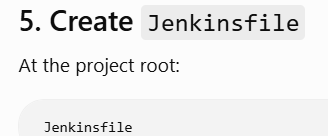 5. Create Jenkinsfile
At the project root:
Jenkinsfile